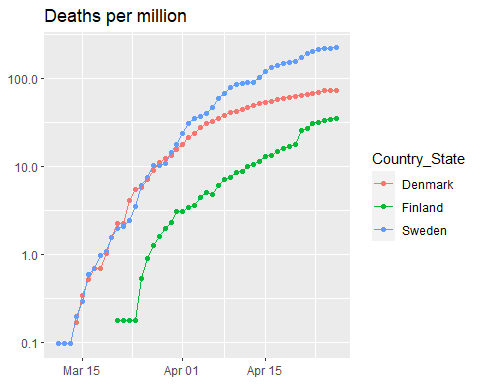 Deaths per million
100.0
10.0
1.0
0.1
Mar 15
Apr 01
Apr 15
Country_State
Denmark
Finland
Sweden